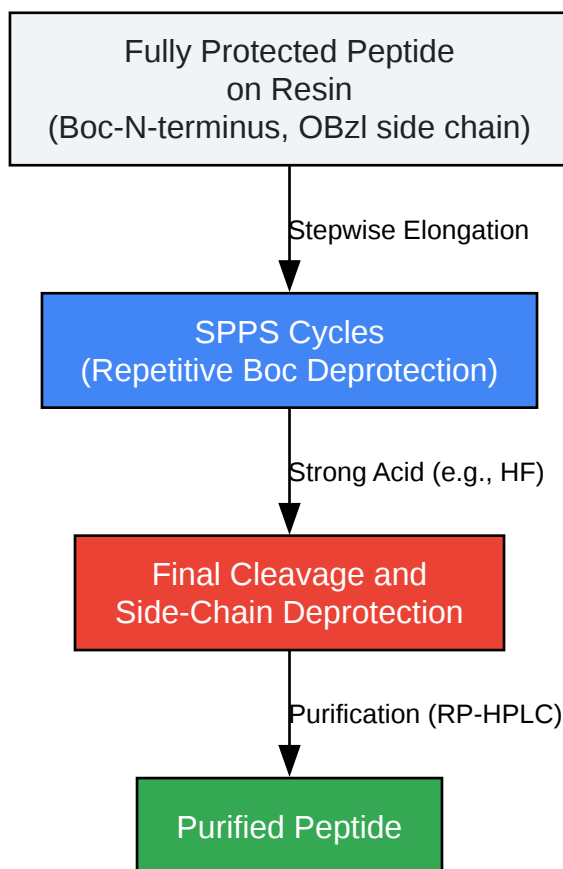 Fully Protected Peptide
on Resin
(Boc-N-terminus, OBzl side chain)
Stepwise Elongation
SPPS Cycles
(Repetitive Boc Deprotection)
Strong Acid (e.g., HF)
Final Cleavage and
Side-Chain Deprotection
Purification (RP-HPLC)
Purified Peptide